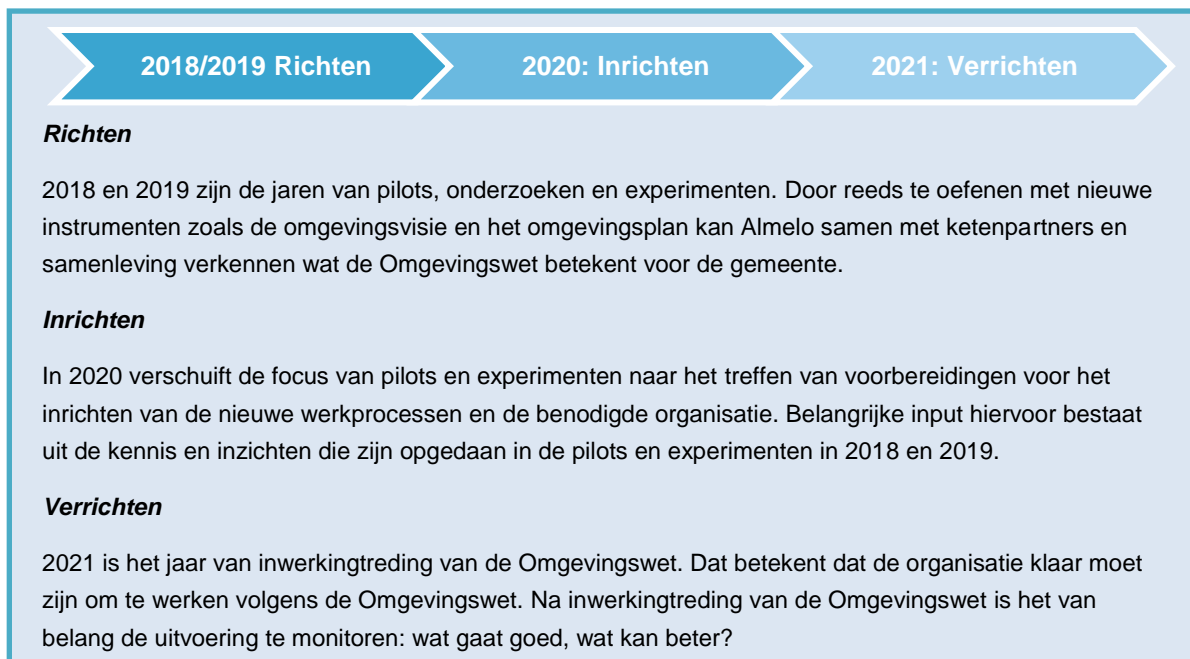 2018/2019 Richten
2020: Inrichten
2021: Verrichten
Richten
2018 en 2019 zijn de jaren van pilots, onderzoeken en experimenten. Door reeds te oefenen met nieuwe
instrumenten zoals de omgevingsvisie en het omgevingsplan kan Almelo samen met ketenpartners en
samenleving verkennen wat de Omgevingswet betekent voor de gemeente.
Inrichten
In 2020 verschuift de focus van pilots en experimenten naar het treffen van voorbereidingen voor het
inrichten van de nieuwe werkprocessen en de benodigde organisatie. Belangrijke input hiervoor bestaat
uit de kennis en inzichten die zijn opgedaan in de pilots en experimenten in 2018 en 2019.
Verrichten
2021 is het jaar van inwerkingtreding van de Omgevingswet. Dat betekent dat de organisatie klaar moet
zijn om te werken volgens de Omgevingswet. Na inwerkingtreding van de Omgevingswet is het van
belang de uitvoering te monitoren: wat gaat goed, wat kan beter?